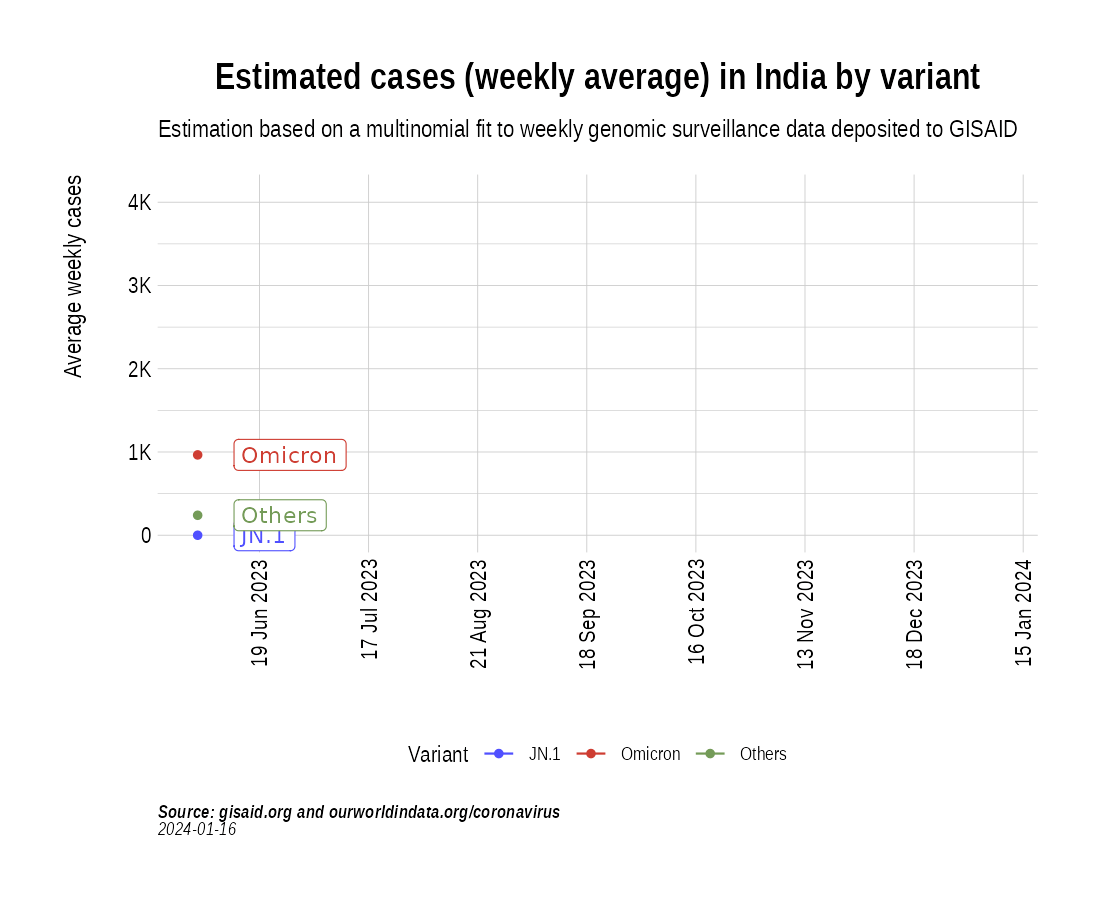 Estimated cases (weekly average) in India by variant
Estimation based on a multinomial fit to weekly genomic surveillance data deposited to GISAID
Average weekly cases
4K
3K
2K
1K
0
Omicron
Others
JN.1
19 Jun 2023
17 Jul 2023
21 Aug 2023
18 Sep 2023
16 Oct 2023
13 Nov 2023
18 Dec 2023
15 Jan 2024
Variant JN.1 Omicron Others
Source: gisaid.org and ourworldindata.org/coronavirus
2024-01-16